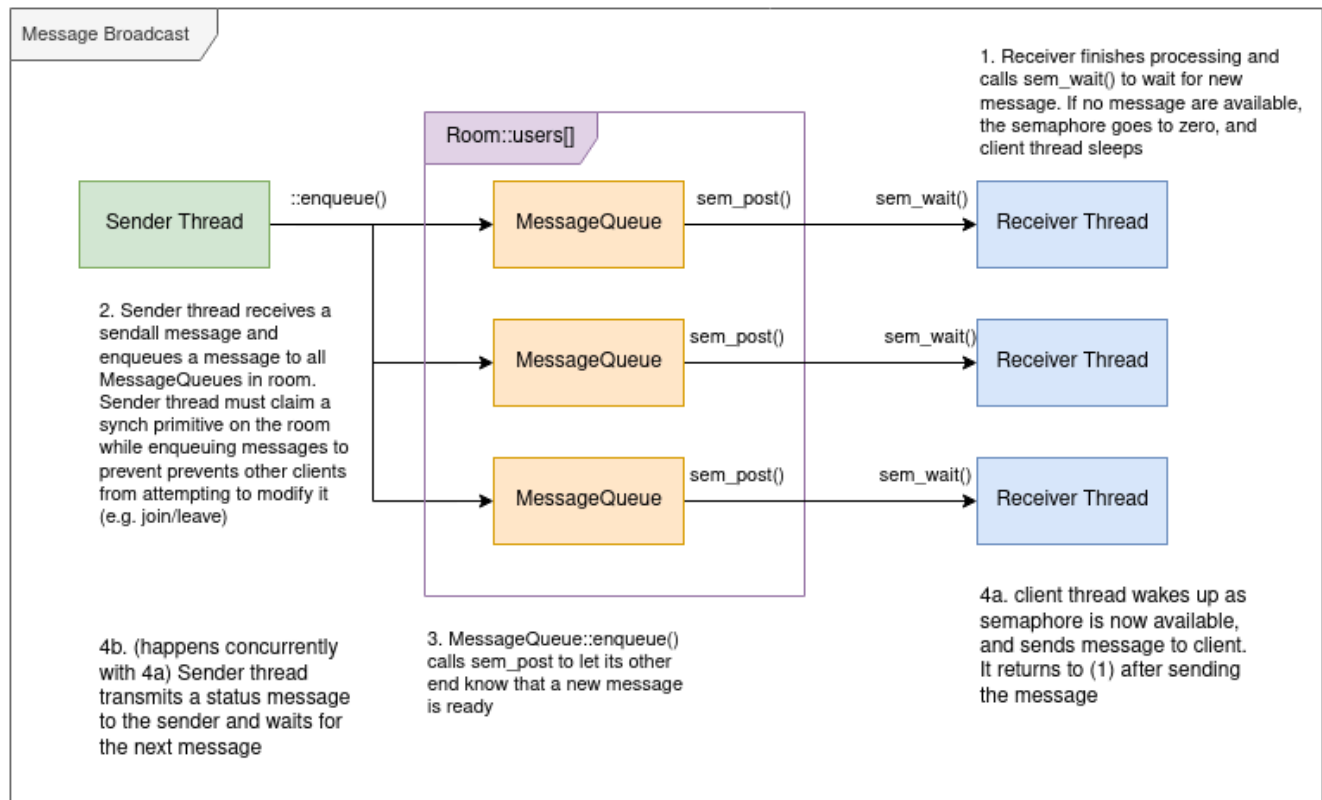 Message Broadcast
1. Receiver finishes processing and
calls sem_wait() to wait for new
message. If no message are available,
the semaphore goes to zero, and
client thread sleeps
Room::users[]
Sender Thread
::enqueue()
MessageQueue
sem_post()
sem_wait()
Receiver Thread
2. Sender thread receives a
sendall message and
enqueues a message to all
MessageQueues in room.
Sender thread must claim a
synch primitive on the room
while enqueuing messages to
prevent prevents other clients
from attempting to modify it
(e.g. join/leave)
MessageQueue
sem_post()
sem_wait()
Receiver Thread
MessageQueue
sem_post()
sem_wait()
Receiver Thread
4b. (happens concurrently
with 4a) Sender thread
transmits a status message
to the sender and waits for
the next message
3. MessageQueue::enqueue()
calls sem_post to let its other
end know that a new message
is ready
4a. client thread wakes up as
semaphore is now available,
and sends message to client.
It returns to (1) after sending
the message